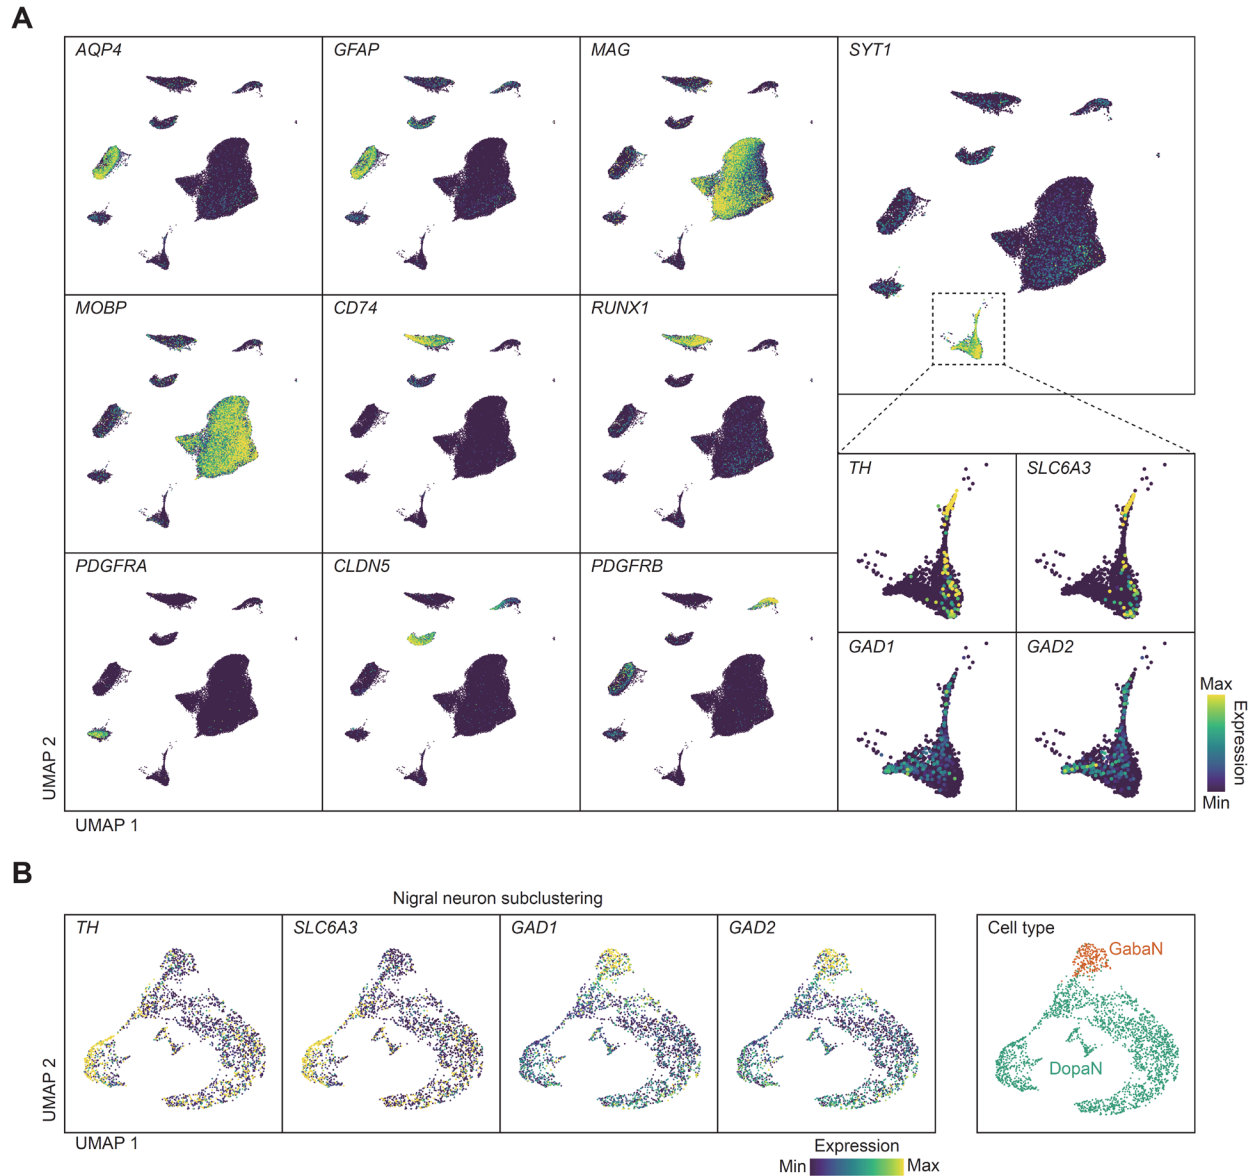 A
AQP4
GFAP
MAG
SYT1
MOBP
CD74
RUNX1
TH
SLC6A3
PDGFRA
CLDN5
PDGFRB
GAD1
GAD2
Max
Expression
Min
UMAP 2
UMAP 1
B
Nigral neuron subclustering
TH
SLC6A3
GAD1
GAD2
Cell type
GabaN
DopaN
UMAP 2
UMAP 1
Expression
Min Max